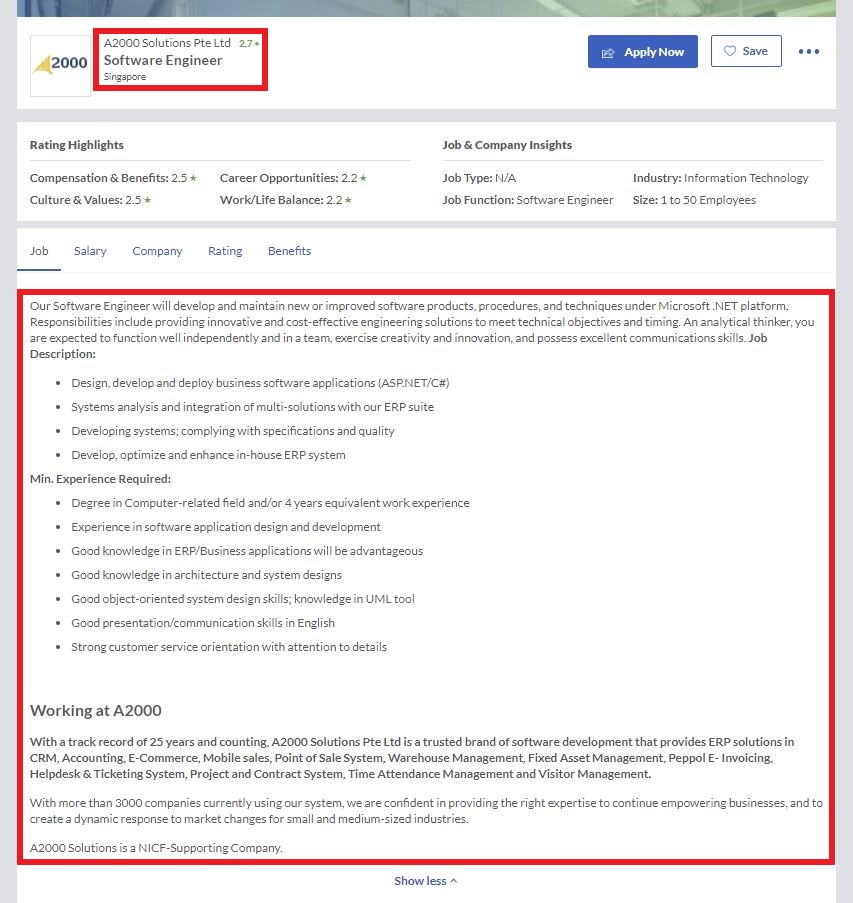 2000
A2000 Solutions Pte Ltd 2.7★
Software Engineer
Singapore
Apply Now
Save
Rating Highlights
Compensation & Benefits: 2.5 ★ Career Opportunities: 2.2 ★
Culture & Values: 2.5 ★ Work/Life Balance: 2.2 ★
Job & Company Insights
Job Type: N/A Industry: Information Technology
Job Function: Software Engineer Size: 1 to 50 Employees
Job Salary Company Rating Benefits
Our Software Engineer will develop and maintain new or improved software products, procedures, and techniques under Microsoft .NET platform.
Responsibilities include providing innovative and cost-effective engineering solutions to meet technical objectives and timing. An analytical thinker, you
are expected to function well independently and in a team, exercise creativity and innovation, and possess excellent communications skills. Job
Description:
• Design, develop and deploy business software applications (ASP.NET/C#)
• Systems analysis and integration of multi-solutions with our ERP suite
• Developing systems; complying with specifications and quality
• Develop, optimize and enhance in-house ERP system
Min. Experience Required:
• Degree in Computer-related field and/or 4 years equivalent work experience
• Experience in software application design and development
• Good knowledge in ERP/Business applications will be advantageous
• Good knowledge in architecture and system designs
• Good object-oriented system design skills; knowledge in UML tool
• Good presentation/communication skills in English
• Strong customer service orientation with attention to details
Working at A2000
With a track record of 25 years and counting, A2000 Solutions Pte Ltd is a trusted brand of software development that provides ERP solutions in
CRM, Accounting, E-Commerce, Mobile sales, Point of Sale System, Warehouse Management, Fixed Asset Management, Peppol E- Invoicing,
Helpdesk & Ticketing System, Project and Contract System, Time Attendance Management and Visitor Management.
With more than 3000 companies currently using our system, we are confident in providing the right expertise to continue empowering businesses, and to
create a dynamic response to market changes for small and medium-sized industries.
A2000 Solutions is a NICF-Supporting Company.
Show less ^